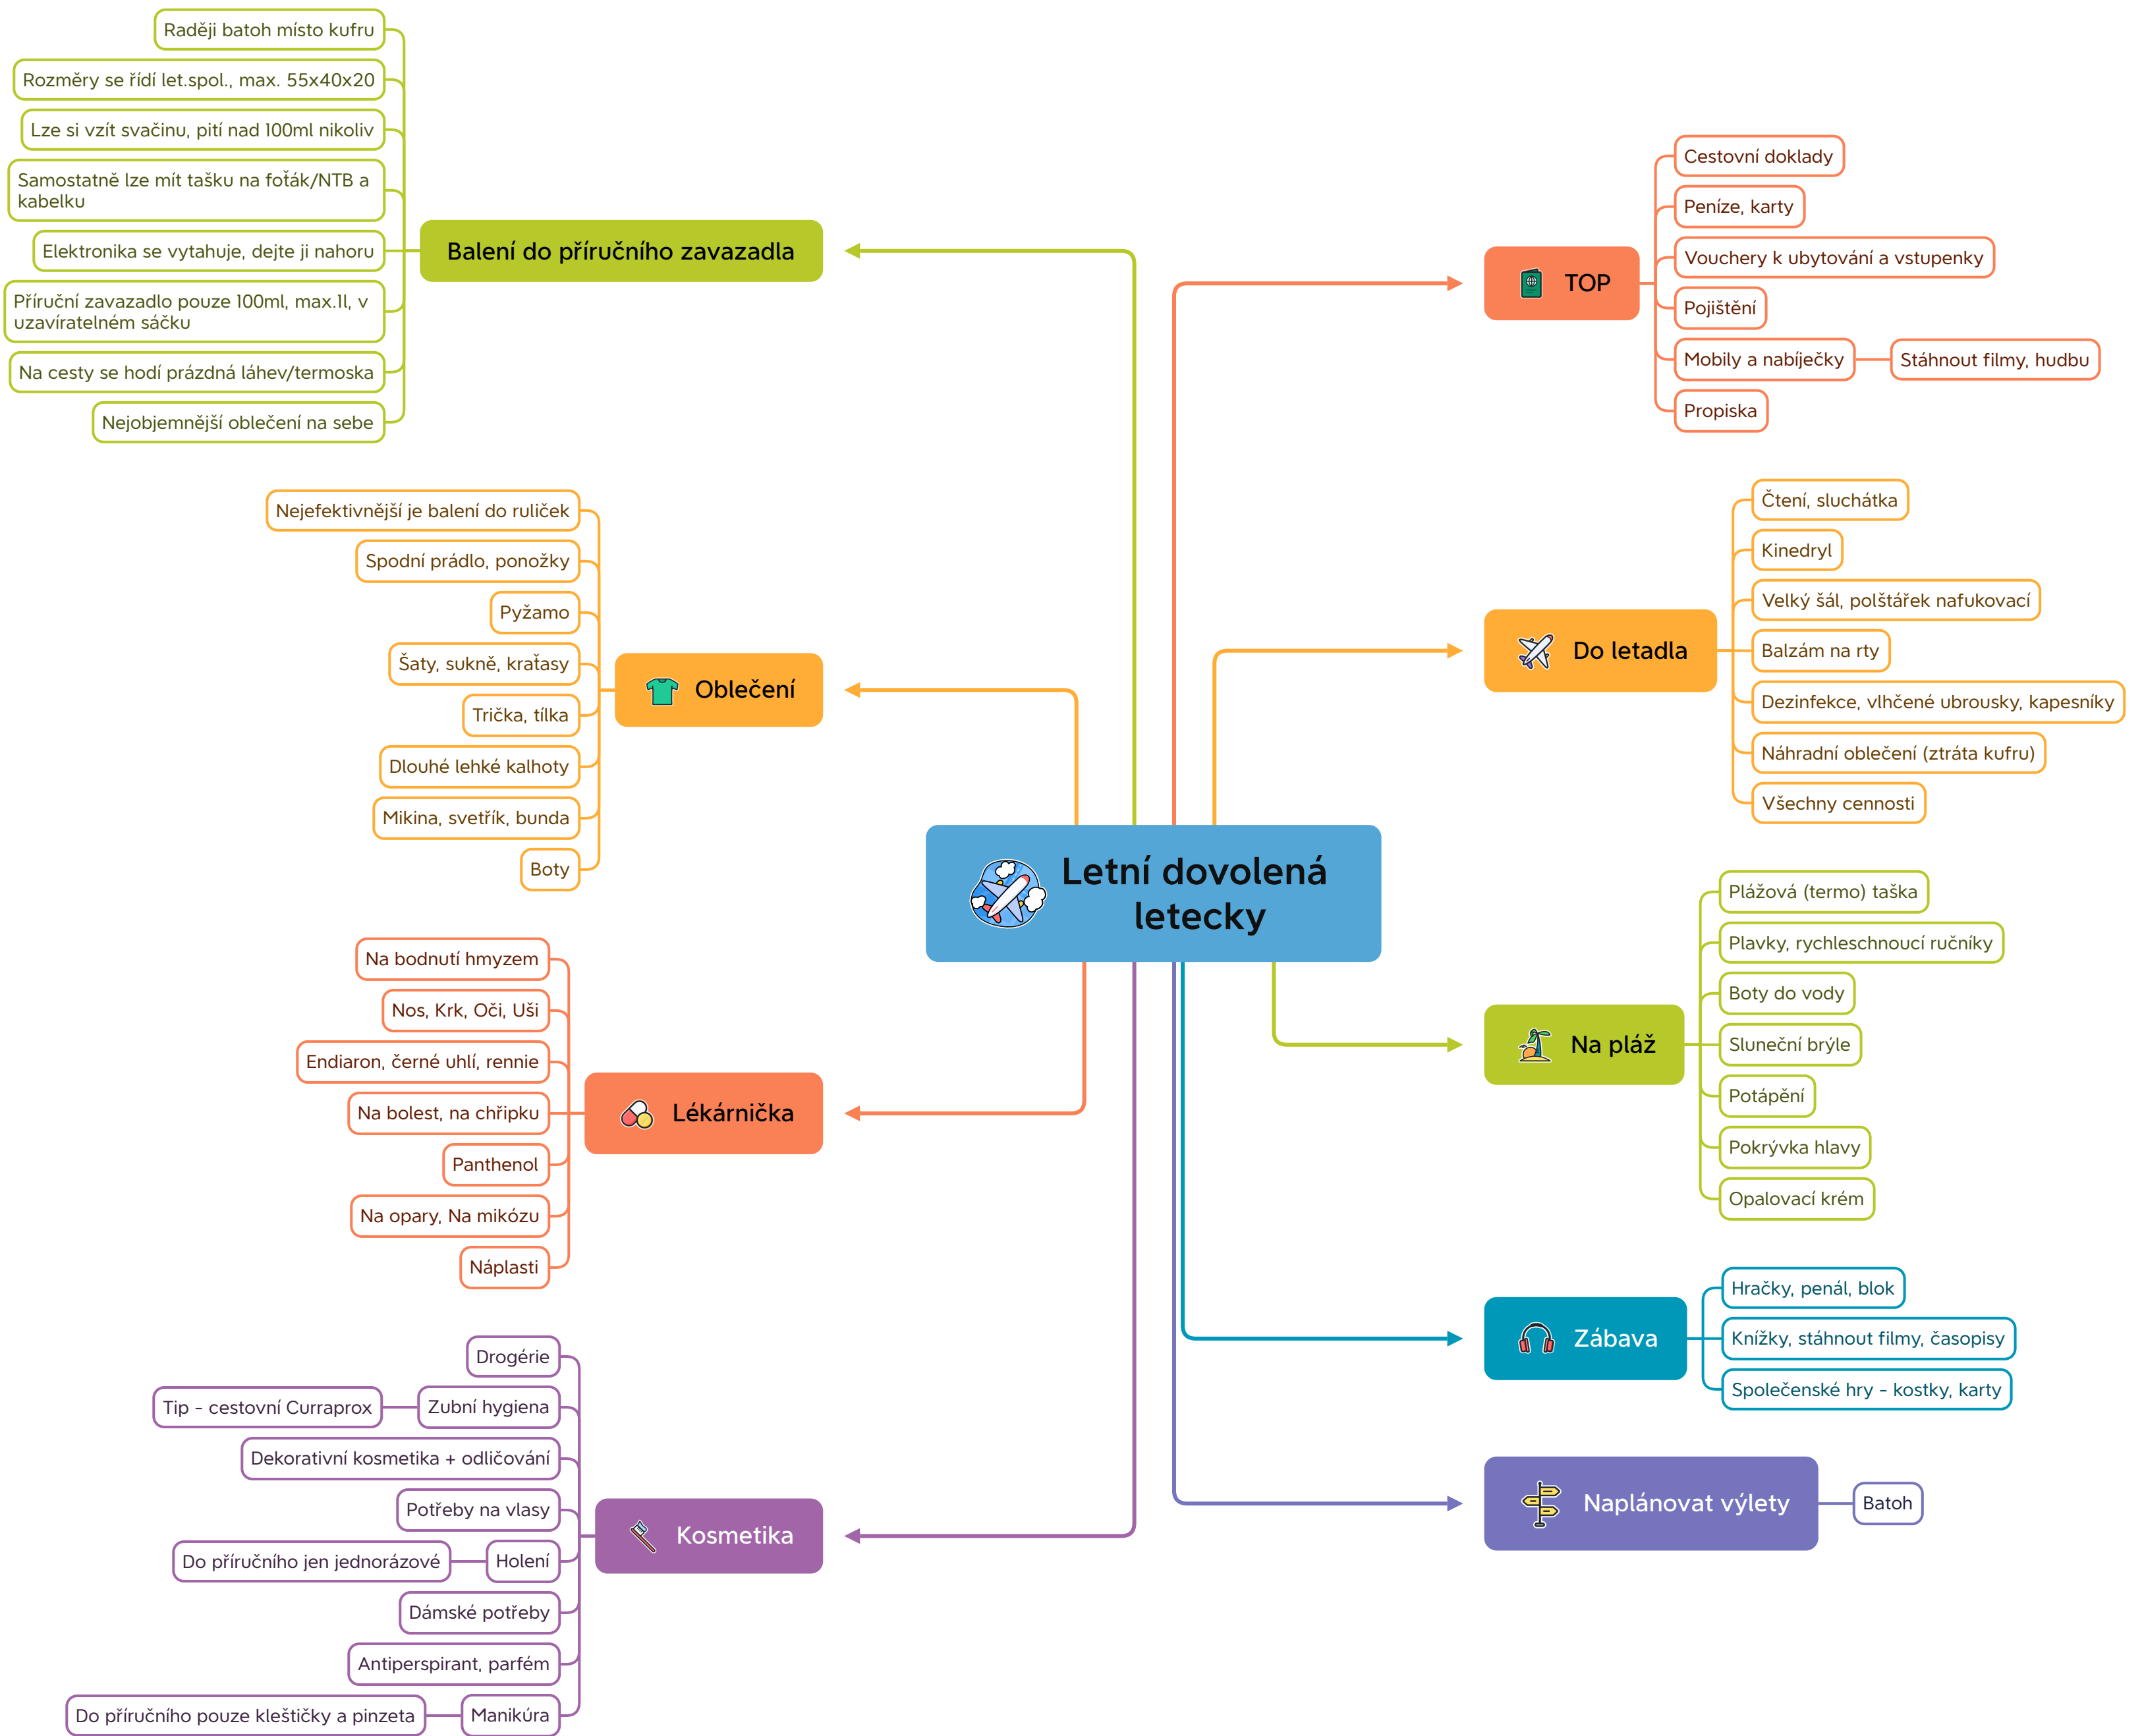 Letní dovolená
letecky
TOP
Cestovní doklady
Peníze, karty
Vouchery k ubytování a vstupenky
Pojištění
Mobily a nabíječky
Stáhnout filmy, hudbu
Propiska
Do letadla
Čtení, sluchátka
Kinedryl
Velký šál, polštářek nafukovací
Balzám na rty
Dezinfekce, vlhčené ubrousky, kapesníky
Náhradní oblečení (ztráta kufru)
Všechny cennosti
Na pláž
Plážová (termo) taška
Plavky, rychleschnoucí ručníky
Boty do vody
Sluneční brýle
Potápění
Pokrývka hlavy
Opalovací krém
Zábava
Hračky, penál, blok
Knížky, stáhnout filmy, časopisy
Společenské hry - kostky, karty
Naplánovat výlety
Batoh
Balení do příručního zavazadla
Raději batoh místo kufru
Rozměry se řídí let.spol., max. 55x40x20
Lze si vzít svačinu, pití nad 100ml nikoliv
Samostatně lze mít tašku na foťák/NTB a
kabelku
Elektronika se vytahuje, dejte ji nahoru
Příruční zavazadlo pouze 100ml, max.1l, v
uzavíratelném sáčku
Na cesty se hodí prázdná láhev/termoska
Nejobjemnější oblečení na sebe
Oblečení
Nejefektivnější je balení do ruliček
Spodní prádlo, ponožky
Pyžamo
Šaty, sukně, kraťasy
Trička, tílka
Dlouhé lehké kalhoty
Mikina, svetřík, bunda
Boty
Lékárnička
Na bodnutí hmyzem
Nos, Krk, Oči, Uši
Endiaron, černé uhlí, rennie
Na bolest, na chřipku
Panthenol
Na opary, Na mikózu
Náplasti
Kosmetika
Drogérie
Zubní hygiena
Tip - cestovní Curraprox
Dekorativní kosmetika + odličování
Potřeby na vlasy
Holení
Do příručního jen jednorázové
Dámské potřeby
Antiperspirant, parfém
Manikúra
Do příručního pouze kleštičky a pinzeta